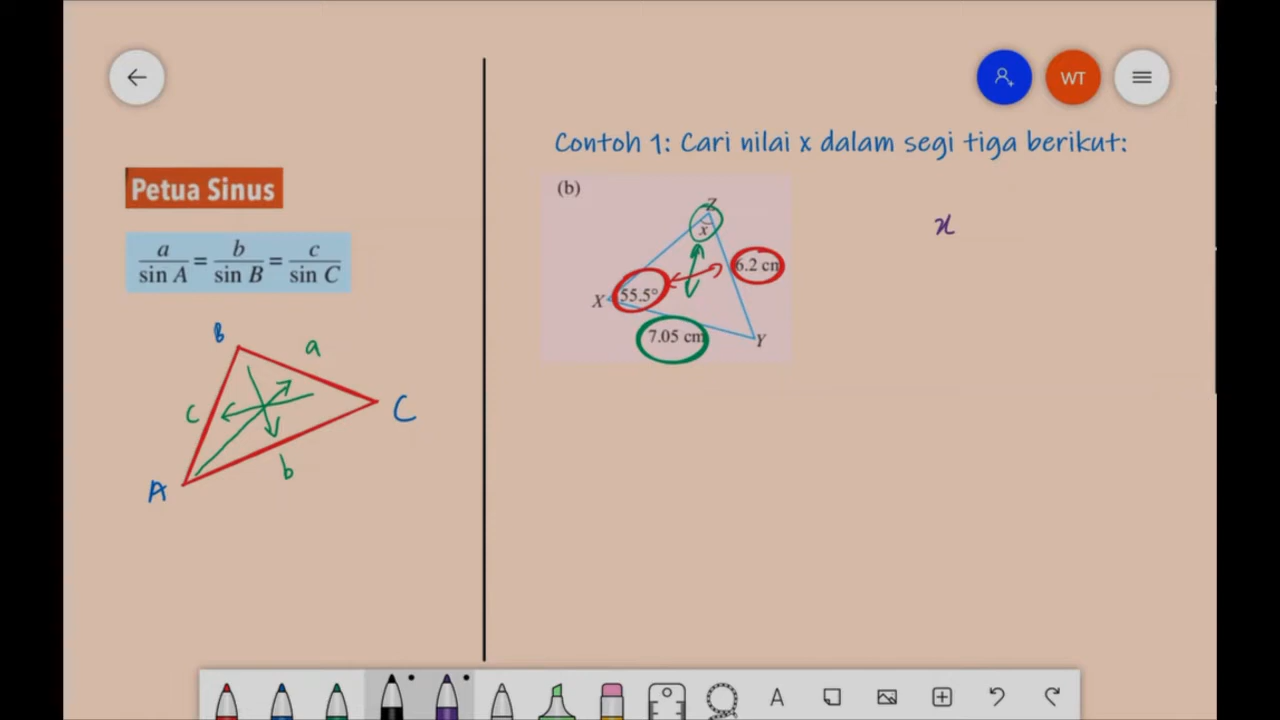 WT
Contoh 1: Cari nilai x dalam segi tiga berikut:
Petua Sinus
a/sin A = b/sin B = c/sin C
(b)
Z
x
x
6.2 cm
X 55.5°
7.05 cm
Y
B
a
c
C
b
A
A